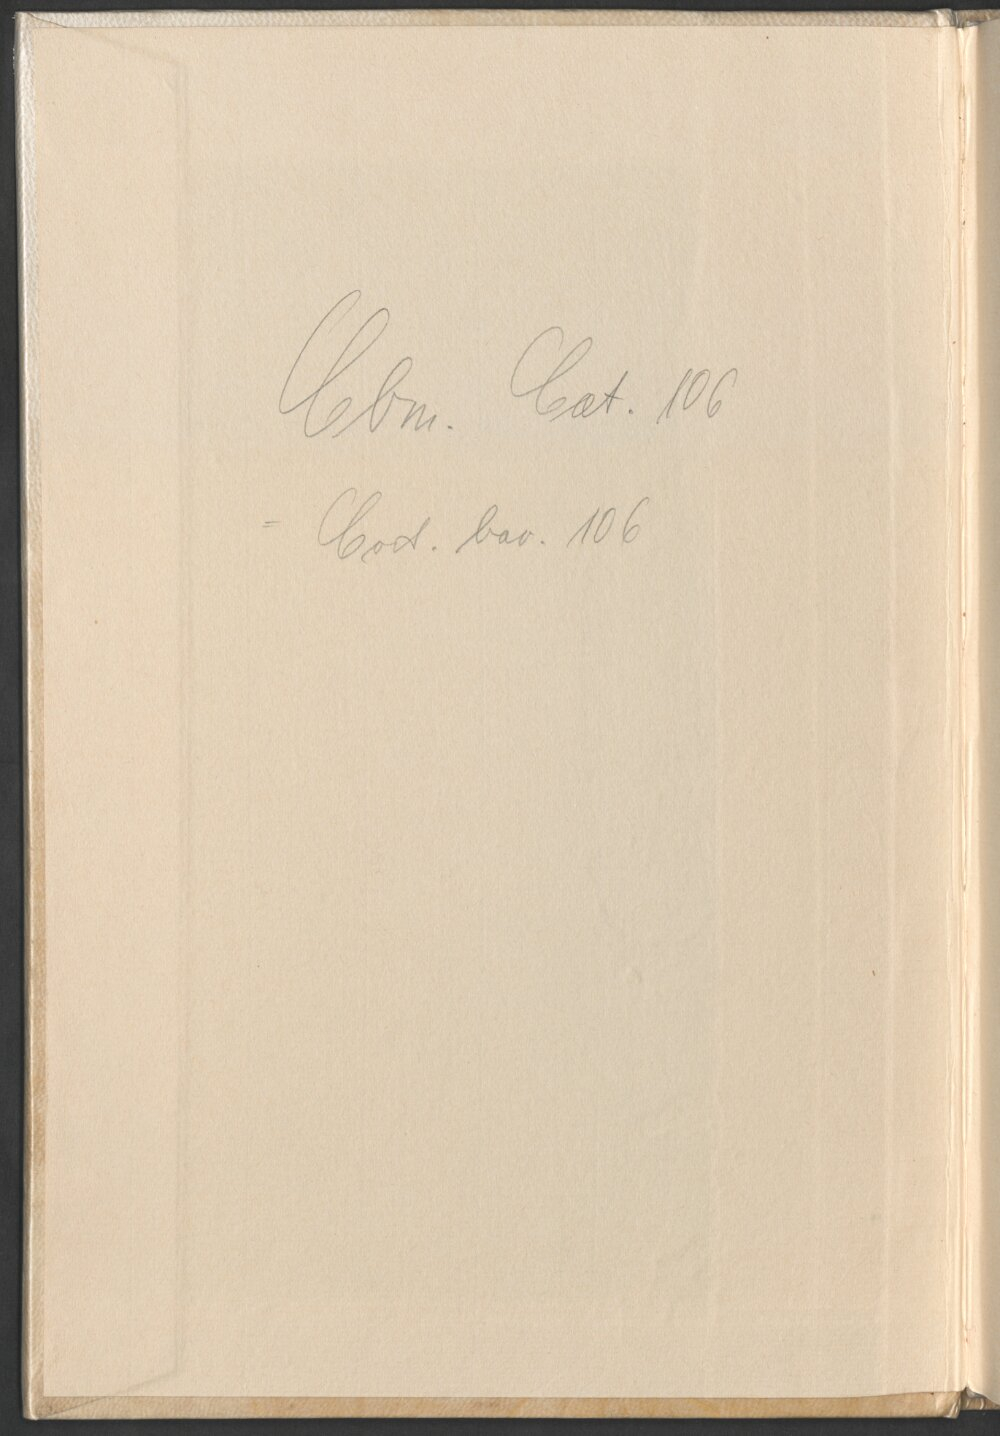 Cbm. Cat. 106
= Cod. bav. 106